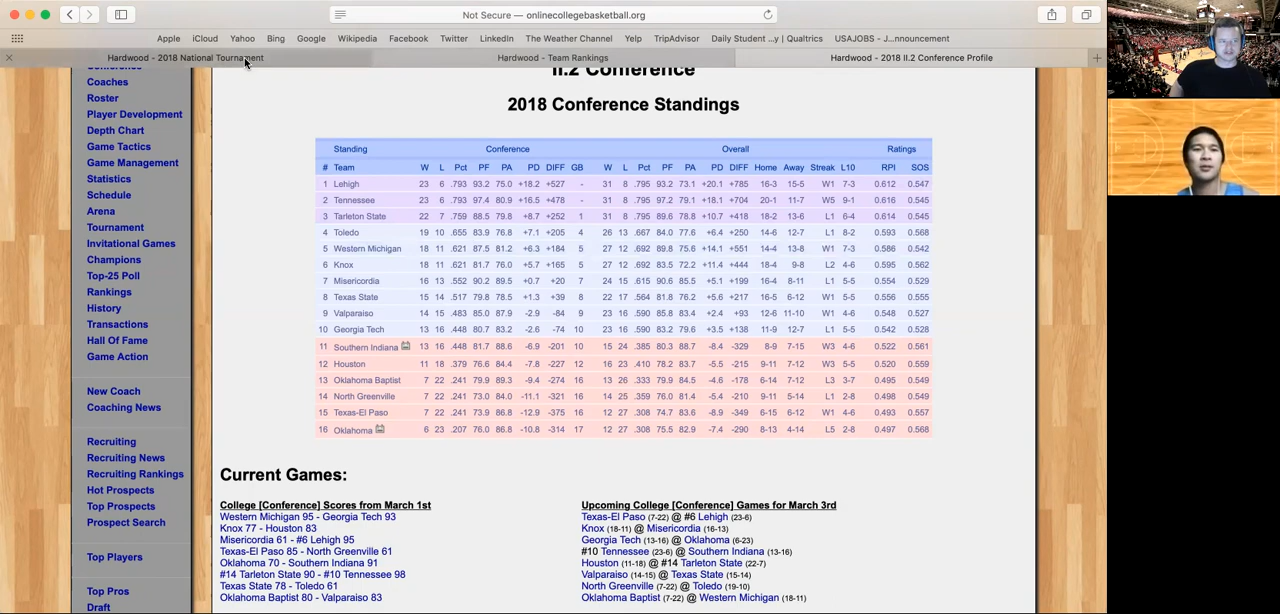 Not Secure — onlinecollegebasketball.org
Apple iCloud Yahoo Bing Google Wikipedia Facebook Twitter LinkedIn The Weather Channel Yelp TripAdvisor Daily Student ...y | Qualtrics USAJOBS - J...nnouncement
Hardwood - 2018 National Tournament Hardwood - Team Rankings Hardwood - 2018 II.2 Conference Profile
Conference
Coaches
Roster
Player Development
Depth Chart
Game Tactics
Game Management
Statistics
Schedule
Arena
Tournament
Invitational Games
Champions
Top-25 Poll
Rankings
History
Transactions
Hall Of Fame
Game Action
New Coach
Coaching News
Recruiting
Recruiting News
Recruiting Rankings
Hot Prospects
Top Prospects
Prospect Search
Top Players
Top Pros
Draft
II.2 Conference
2018 Conference Standings
Standing Conference Overall Ratings
# Team W L Pct PF PA PD DIFF GB W L Pct PF PA PD DIFF Home Away Streak L10 RPI SOS
1 Lehigh 23 6 .793 93.2 75.0 +18.2 +527 - 31 8 .795 93.2 73.1 +20.1 +785 16-3 15-5 W1 7-3 0.612 0.547
2 Tennessee 23 6 .793 97.4 80.9 +16.5 +478 - 31 8 .795 97.2 79.1 +18.1 +704 20-1 11-7 W5 9-1 0.616 0.545
3 Tarleton State 22 7 .759 88.5 79.8 +8.7 +252 1 31 8 .795 89.6 78.8 +10.7 +418 18-2 13-6 L1 6-4 0.614 0.545
4 Toledo 19 10 .655 83.9 76.8 +7.1 +205 4 26 13 .667 84.0 77.6 +6.4 +250 14-6 12-7 L1 8-2 0.593 0.568
5 Western Michigan 18 11 .621 87.5 81.2 +6.3 +184 5 27 12 .692 89.8 75.6 +14.1 +551 14-4 13-8 W1 7-3 0.586 0.542
6 Knox 18 11 .621 81.7 76.0 +5.7 +165 5 27 12 .692 83.5 72.2 +11.4 +444 18-4 9-8 L2 4-6 0.595 0.562
7 Misericordia 16 13 .552 90.2 89.5 +0.7 +20 7 24 15 .615 90.6 85.5 +5.1 +199 16-4 8-11 L1 5-5 0.554 0.529
8 Texas State 15 14 .517 79.8 78.5 +1.3 +39 8 22 17 .564 81.8 76.2 +5.6 +217 16-5 6-12 W1 5-5 0.556 0.555
9 Valparaiso 14 15 .483 85.0 87.9 -2.9 -84 9 23 16 .590 85.8 83.4 +2.4 +93 12-6 11-10 W1 4-6 0.548 0.527
10 Georgia Tech 13 16 .448 80.7 83.2 -2.6 -74 10 23 16 .590 83.2 79.6 +3.5 +138 11-9 12-7 L1 5-5 0.542 0.528
11 Southern Indiana 13 16 .448 81.7 88.6 -6.9 -201 10 15 24 .385 80.3 88.7 -8.4 -329 8-9 7-15 W3 4-6 0.522 0.561
12 Houston 11 18 .379 76.6 84.4 -7.8 -227 12 16 23 .410 78.2 83.7 -5.5 -215 9-11 7-12 W3 5-5 0.520 0.559
13 Oklahoma Baptist 7 22 .241 79.9 89.3 -9.4 -274 16 13 26 .333 79.9 84.5 -4.6 -178 6-14 7-12 L3 3-7 0.495 0.549
14 North Greenville 7 22 .241 73.0 84.0 -11.1 -321 16 14 25 .359 76.0 81.4 -5.4 -210 9-11 5-14 L1 2-8 0.498 0.549
15 Texas-El Paso 7 22 .241 73.9 86.8 -12.9 -375 16 12 27 .308 74.7 83.6 -8.9 -349 6-15 6-12 W1 4-6 0.493 0.557
16 Oklahoma 6 23 .207 76.0 86.8 -10.8 -314 17 12 27 .308 75.5 82.9 -7.4 -290 8-13 4-14 L5 2-8 0.497 0.568
Current Games:
College [Conference] Scores from March 1st
Western Michigan 95 - Georgia Tech 93
Knox 77 - Houston 83
Misericordia 61 - #6 Lehigh 95
Texas-El Paso 85 - North Greenville 61
Oklahoma 70 - Southern Indiana 91
#14 Tarleton State 90 - #10 Tennessee 98
Texas State 78 - Toledo 61
Oklahoma Baptist 80 - Valparaiso 83
Upcoming College [Conference] Games for March 3rd
Texas-El Paso (7-22) @ #6 Lehigh (23-6)
Knox (18-11) @ Misericordia (16-13)
Georgia Tech (13-16) @ Oklahoma (6-23)
#10 Tennessee (23-6) @ Southern Indiana (13-16)
Houston (11-18) @ #14 Tarleton State (22-7)
Valparaiso (14-15) @ Texas State (15-14)
North Greenville (7-22) @ Toledo (19-10)
Oklahoma Baptist (7-22) @ Western Michigan (18-11)